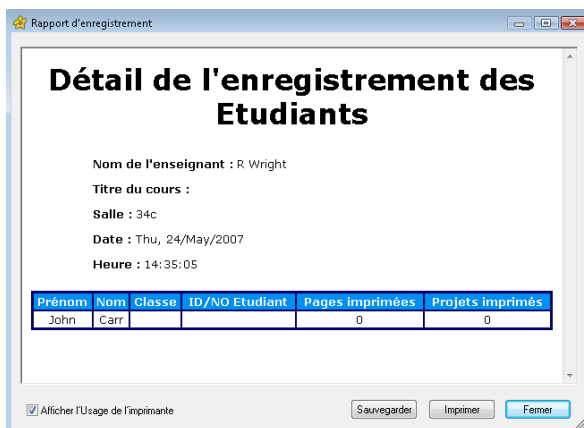 Rapport d'enregistrement
Détail de l'enregistrement des
Etudiants
Nom de l'enseignant : R Wright
Titre du cours :
Salle : 34c
Date : Thu, 24/May/2007
Heure : 14:35:05
Prénom Nom Classe ID/NO Etudiant Pages imprimées Projets imprimés
John Carr 0 0
Afficher l'Usage de l'imprimante Sauvegarder Imprimer Fermer